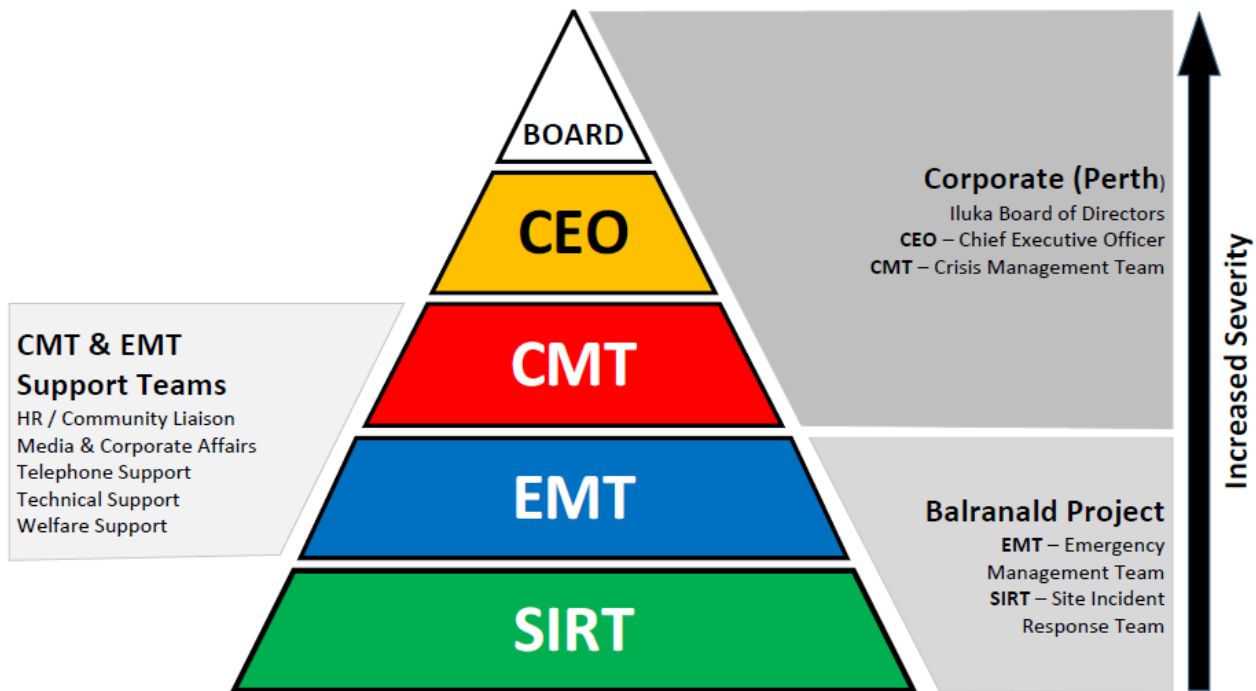 BOARD
CEO
CMT
EMT
SIRT
CMT & EMT
Support Teams
HR / Community Liaison
Media & Corporate Affairs
Telephone Support
Technical Support
Welfare Support
Corporate (Perth)
Iluka Board of Directors
CEO – Chief Executive Officer
CMT – Crisis Management Team
Balranald Project
EMT – Emergency
Management Team
SIRT – Site Incident
Response Team
Increased Severity